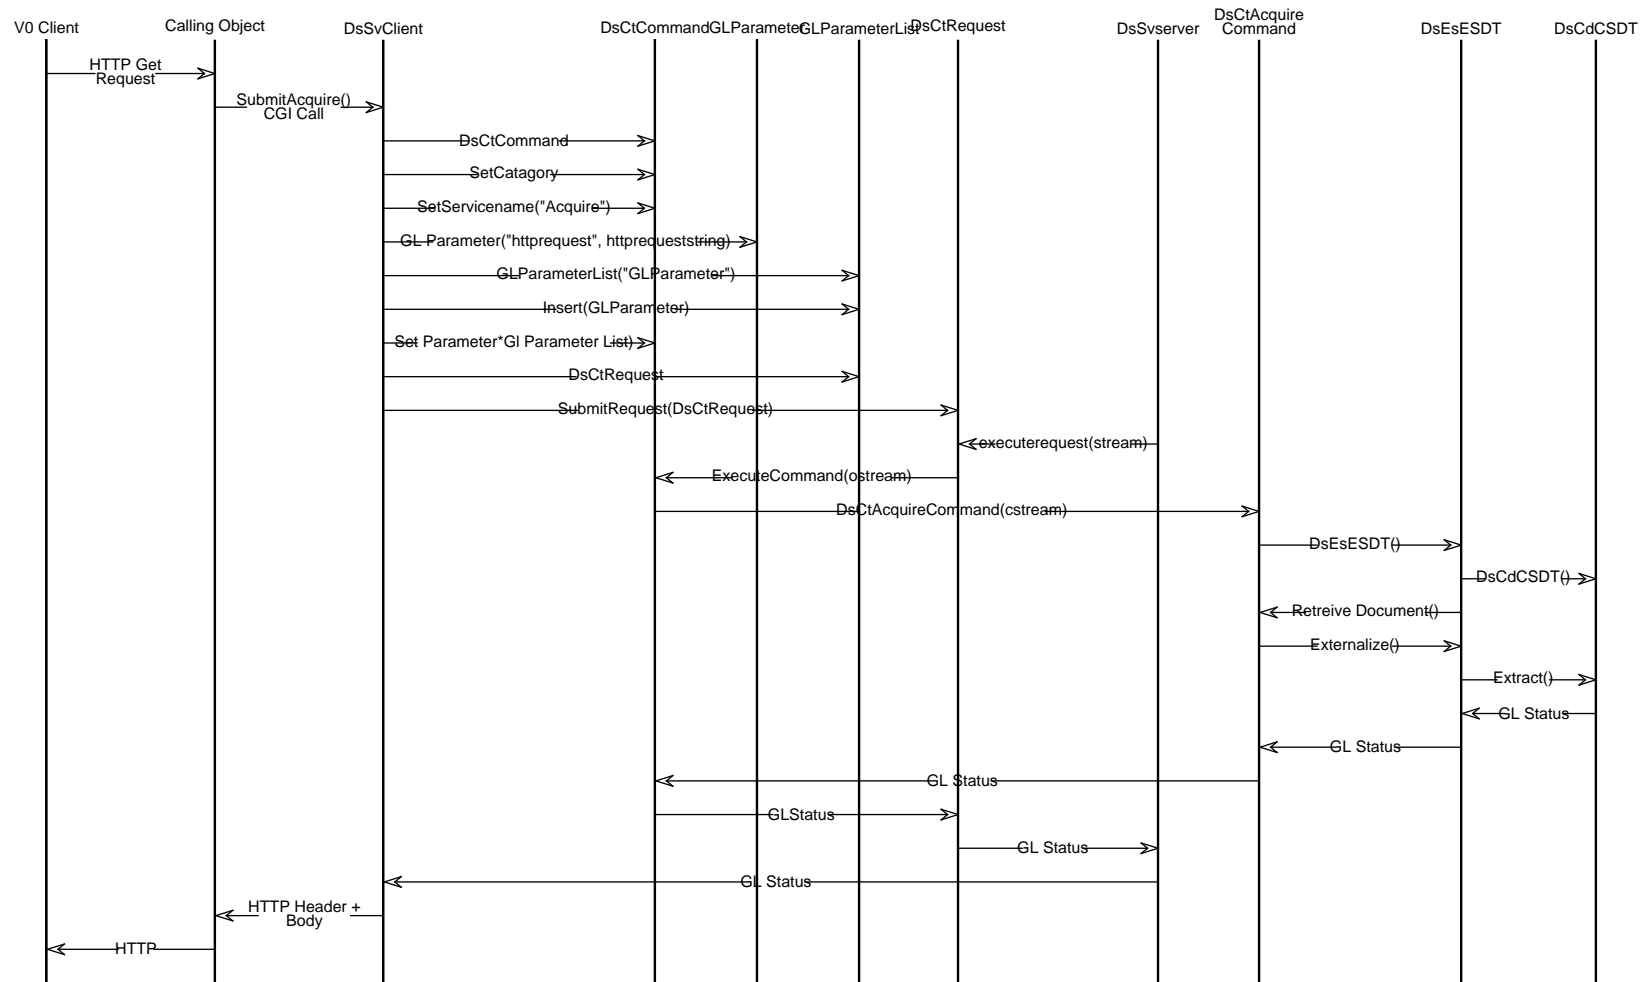 V0 Client
Calling Object
DsSvClient
DsCtCommand
GLParameter
GLParameterList
DsCtRequest
DsSvserver
DsCtAcquire
Command
DsEsESDT
DsCdCSDT
HTTP Get
Request
SubmitAcquire()
CGI Call
DsCtCommand
SetCatagory
SetServicename("Acquire")
GL Parameter("httprequest", httprequeststring)
GLParameterList("GLParameter")
Insert(GLParameter)
Set Parameter*Gl Parameter List)
DsCtRequest
SubmitRequest(DsCtRequest)
executerequest(stream)
ExecuteCommand(ostream)
DsCtAcquireCommand(cstream)
DsEsESDT()
DsCdCSDT()
Retreive Document()
Externalize()
Extract()
GL Status
GL Status
GL Status
GLStatus
GL Status
GL Status
HTTP Header +
Body
HTTP